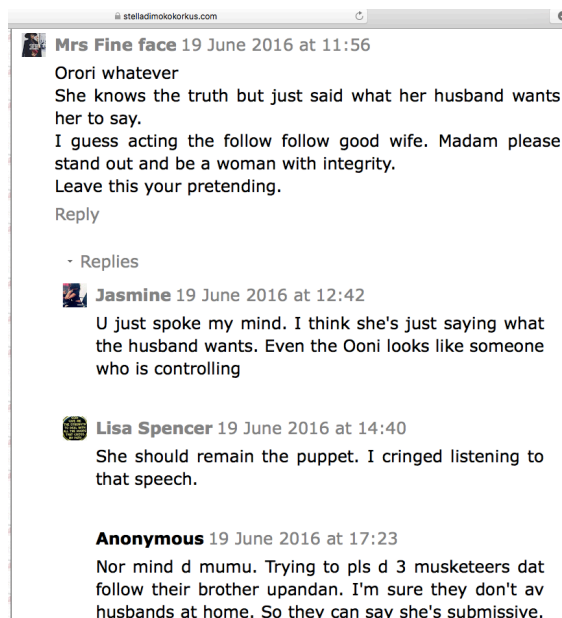 stelladimokokorkus.com
Mrs Fine face 19 June 2016 at 11:56
Orori whatever
She knows the truth but just said what her husband wants
her to say.
I guess acting the follow follow good wife. Madam please
stand out and be a woman with integrity.
Leave this your pretending.
Reply
Replies
Jasmine 19 June 2016 at 12:42
U just spoke my mind. I think she's just saying what
the husband wants. Even the Ooni looks like someone
who is controlling
Lisa Spencer 19 June 2016 at 14:40
She should remain the puppet. I cringed listening to
that speech.
Anonymous 19 June 2016 at 17:23
Nor mind d mumu. Trying to pls d 3 musketeers dat
follow their brother upandan. I'm sure they don't av
husbands at home. So they can say she's submissive.